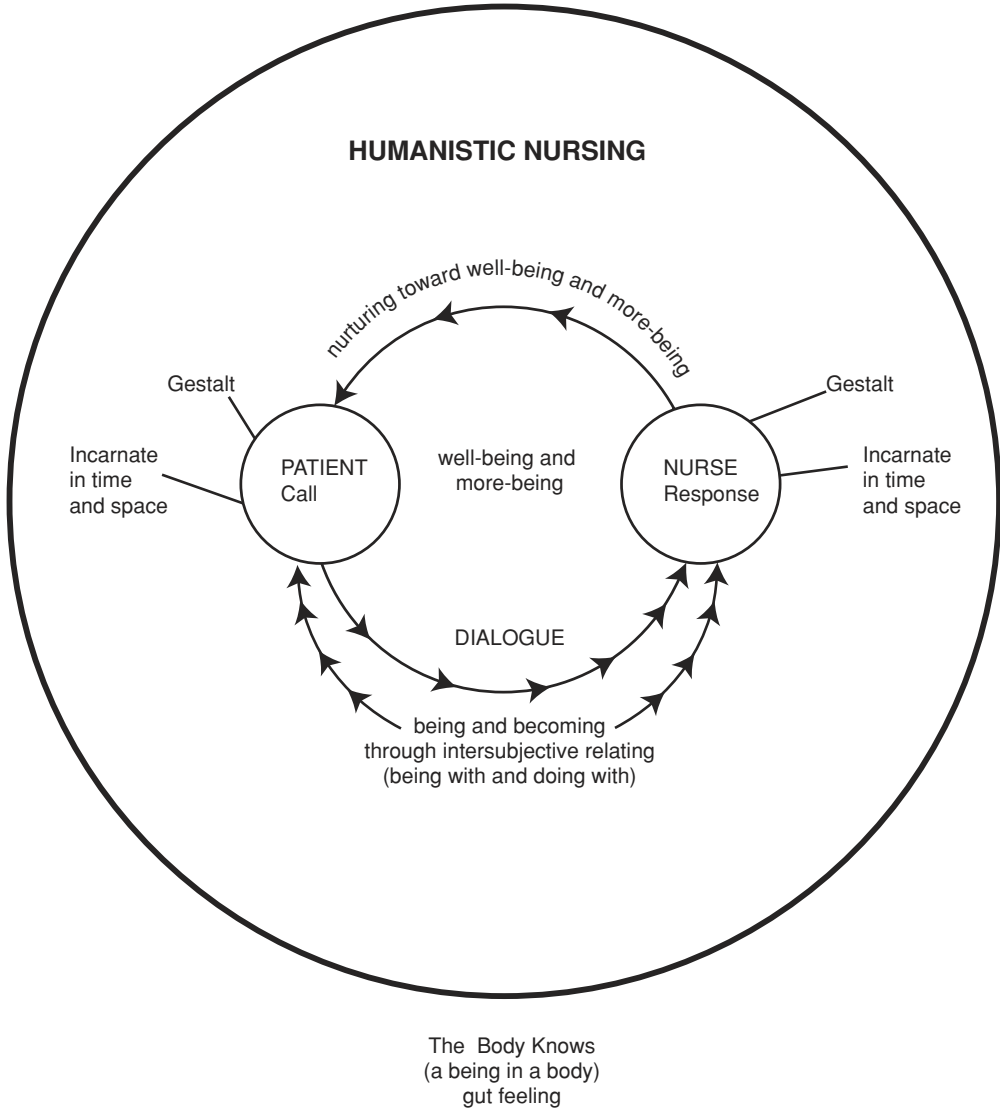 HUMANISTIC NURSING
nurturing toward well-being and more-being
Gestalt
Gestalt
Incarnate
in time
and space
PATIENT
Call
well-being and
more-being
NURSE
Response
Incarnate
in time
and space
DIALOGUE
being and becoming
through intersubjective relating
(being with and doing with)
The Body Knows
(a being in a body)
gut feeling